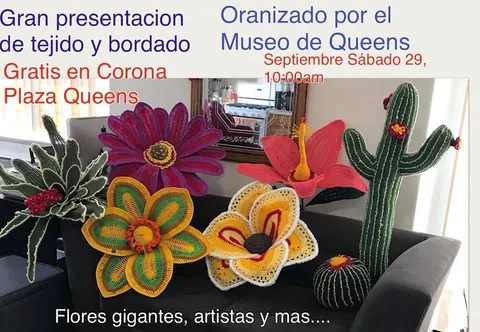 Gran presentacion
de tejido y bordado
Oranizado por el
Museo de Queens
Septiembre Sábado 29,
10:00am
Gratis en Corona
Plaza Queens
Flores gigantes, artistas y mas....